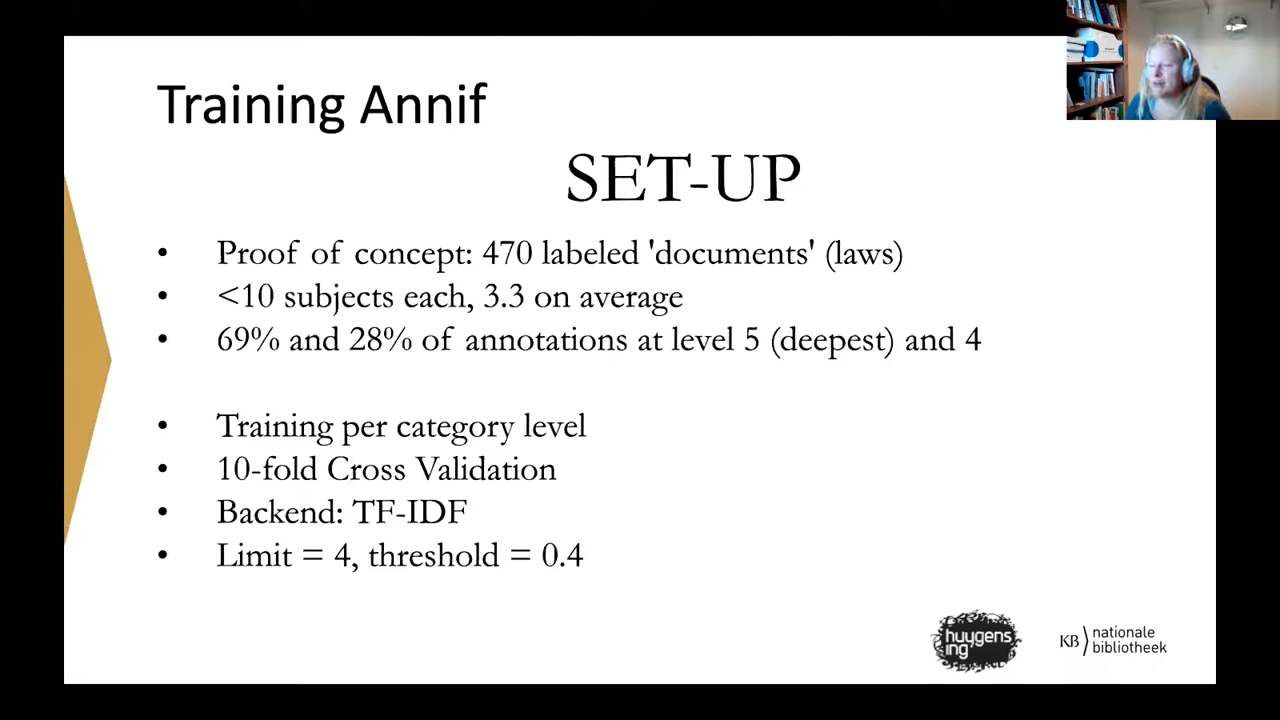 Training Annif
SET-UP
• Proof of concept: 470 labeled 'documents' (laws)
• <10 subjects each, 3.3 on average
• 69% and 28% of annotations at level 5 (deepest) and 4
• Training per category level
• 10-fold Cross Validation
• Backend: TF-IDF
• Limit = 4, threshold = 0.4
huygens
ing
KB nationale
bibliotheek